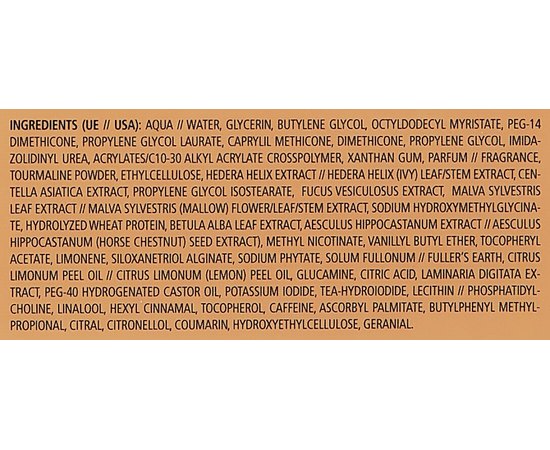 INGREDIENTS (UE // USA): AQUA // WATER, GLYCERIN, BUTYLENE GLYCOL, OCTYLDODECYL MYRISTATE, PEG-14
DIMETHICONE, PROPYLENE GLYCOL LAURATE, CAPRYLIL METHICONE, DIMETHICONE, PROPYLENE GLYCOL, IMIDA-
ZOLIDINYL UREA, ACRYLATES/C10-30 ALKYL ACRYLATE CROSSPOLYMER, XANTHAN GUM, PARFUM // FRAGRANCE,
TOURMALINE POWDER, ETHYLCELLULOSE, HEDERA HELIX EXTRACT // HEDERA HELIX (IVY) LEAF/STEM EXTRACT, CEN-
TELLA ASIATICA EXTRACT, PROPYLENE GLYCOL ISOSTEARATE, FUCUS VESICULOSUS EXTRACT, MALVA SYLVESTRIS
LEAF EXTRACT // MALVA SYLVESTRIS (MALLOW) FLOWER/LEAF/STEM EXTRACT, SODIUM HYDROXYMETHYLGLYCINA-
TE, HYDROLYZED WHEAT PROTEIN, BETULA ALBA LEAF EXTRACT, AESCULUS HIPPOCASTANUM EXTRACT // AESCULUS
HIPPOCASTANUM (HORSE CHESTNUT) SEED EXTRACT), METHYL NICOTINATE, VANILLYL BUTYL ETHER, TOCOPHERYL
ACETATE, LIMONENE, SILOXANETRIOL ALGINATE, SODIUM PHYTATE, SOLUM FULLONUM // FULLER'S EARTH, CITRUS
LIMONUM PEEL OIL // CITRUS LIMONUM (LEMON) PEEL OIL, GLUCAMINE, CITRIC ACID, LAMINARIA DIGITATA EX-
TRACT, PEG-40 HYDROGENATED CASTOR OIL, POTASSIUM IODIDE, TEA-HYDROIODIDE, LECITHIN // PHOSPHATIDYL-
CHOLINE, LINALOOL, HEXYL CINNAMAL, TOCOPHEROL, CAFFEINE, ASCORBYL PALMITATE, BUTYLPHENYL METHYL-
PROPIONAL, CITRAL, CITRONELLOL, COUMARIN, HYDROXYETHYLCELLULOSE, GERANIAL.